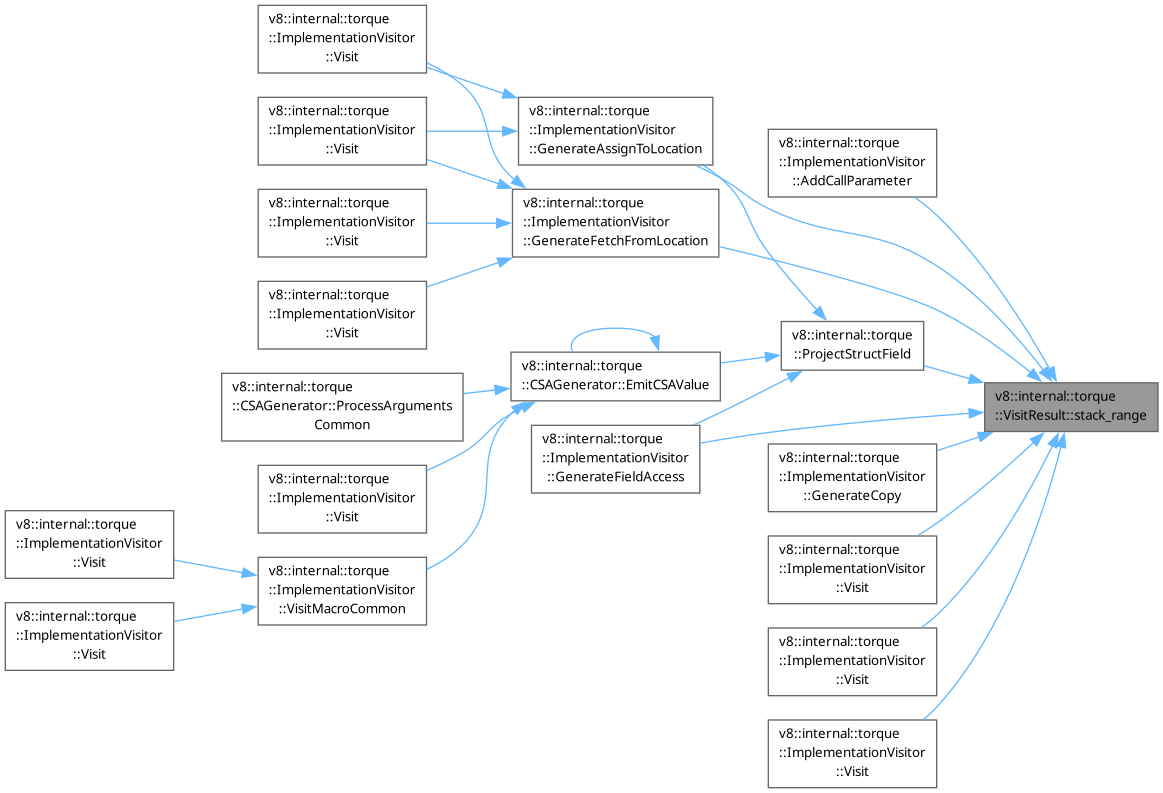 v8::internal::torque
::ImplementationVisitor
::Visit
v8::internal::torque
::ImplementationVisitor
::Visit
v8::internal::torque
::ImplementationVisitor
::Visit
v8::internal::torque
::ImplementationVisitor
::Visit
v8::internal::torque
::CSAGenerator::ProcessArguments
Common
v8::internal::torque
::ImplementationVisitor
::Visit
v8::internal::torque
::ImplementationVisitor
::VisitMacroCommon
v8::internal::torque
::ImplementationVisitor
::Visit
v8::internal::torque
::ImplementationVisitor
::Visit
v8::internal::torque
::ImplementationVisitor
::GenerateAssignToLocation
v8::internal::torque
::ImplementationVisitor
::GenerateFetchFromLocation
v8::internal::torque
::CSAGenerator::EmitCSAValue
v8::internal::torque
::ImplementationVisitor
::GenerateFieldAccess
v8::internal::torque
::ImplementationVisitor
::AddCallParameter
v8::internal::torque
::ProjectStructField
v8::internal::torque
::ImplementationVisitor
::GenerateCopy
v8::internal::torque
::ImplementationVisitor
::Visit
v8::internal::torque
::ImplementationVisitor
::Visit
v8::internal::torque
::ImplementationVisitor
::Visit
v8::internal::torque
::VisitResult::stack_range